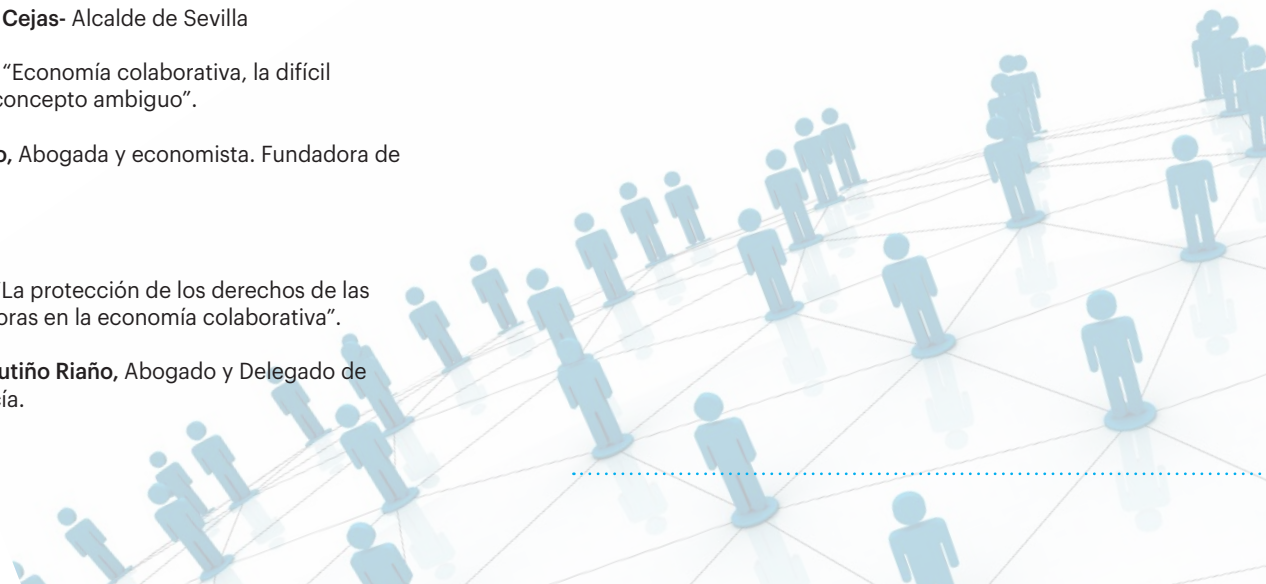 Cejas- Alcalde de Sevilla
“Economía colaborativa, la difícil
concepto ambiguo”.
o, Abogada y economista. Fundadora de
La protección de los derechos de las
oras en la economía colaborativa”.
utiño Riaño, Abogado y Delegado de
ía.